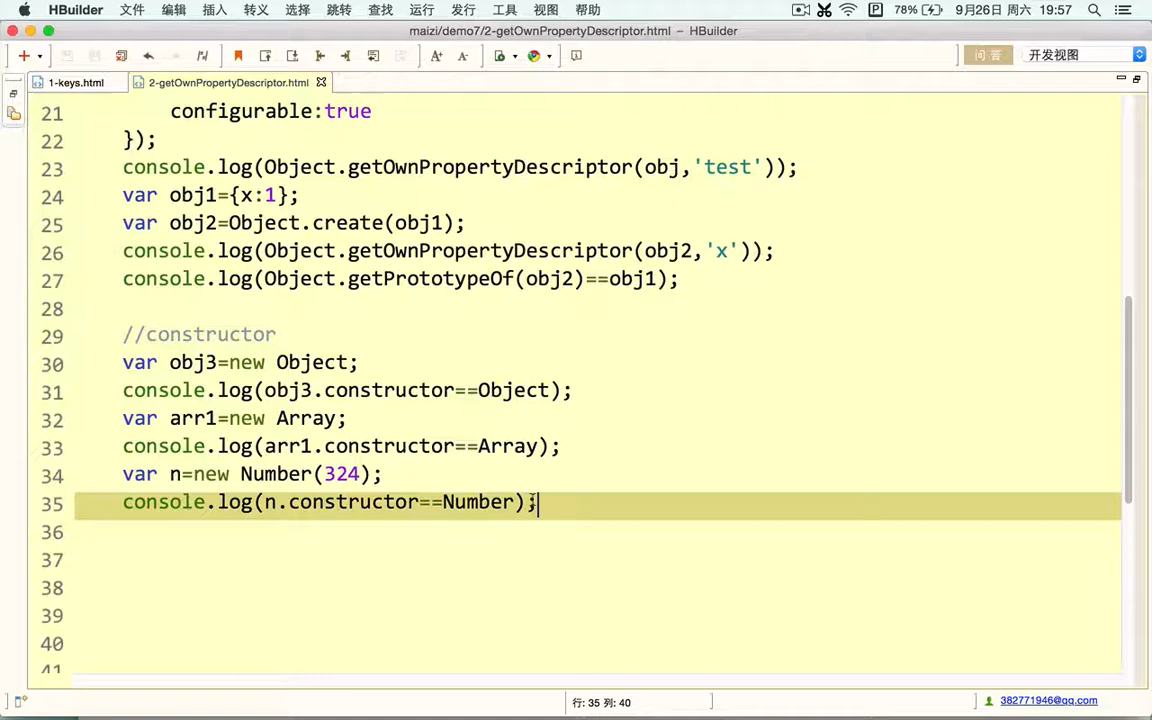 HBuilder 文件 编辑 插入 转义 选择 跳转 查找 运行 发行 工具 视图 帮助 P 78% 9月26日 周六 19:57
maizi/demo7/2-getOwnPropertyDescriptor.html — HBuilder
A+ A- 问答 开发视图
1-keys.html 2-getOwnPropertyDescriptor.html
21 configurable:true
22 });
23 console.log(Object.getOwnPropertyDescriptor(obj,'test'));
24 var obj1={x:1};
25 var obj2=Object.create(obj1);
26 console.log(Object.getOwnPropertyDescriptor(obj2,'x'));
27 console.log(Object.getPrototypeOf(obj2)==obj1);
28
29 //constructor
30 var obj3=new Object;
31 console.log(obj3.constructor==Object);
32 var arr1=new Array;
33 console.log(arr1.constructor==Array);
34 var n=new Number(324);
35 console.log(n.constructor==Number);
36
37
38
39
40
41
行: 35 列: 40 382771946@qq.com